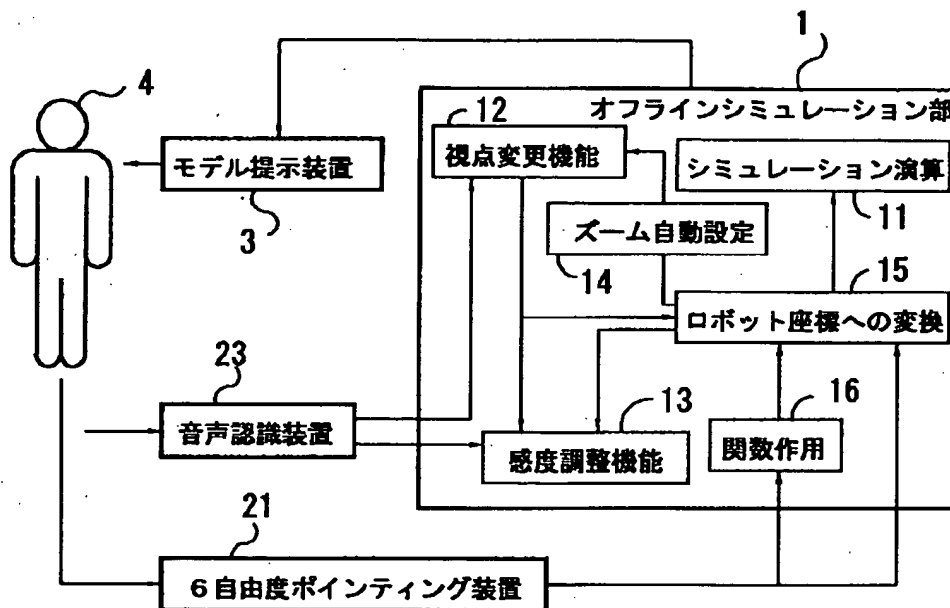 1
オフラインシミュレーション部
4
12
視点変更機能
シミュレーション演算
11
モデル提示装置
3
ズーム自動設定
14
15
ロボット座標への変換
23
音声認識装置
13
感度調整機能
16
関数作用
21
6自由度ポインティング装置